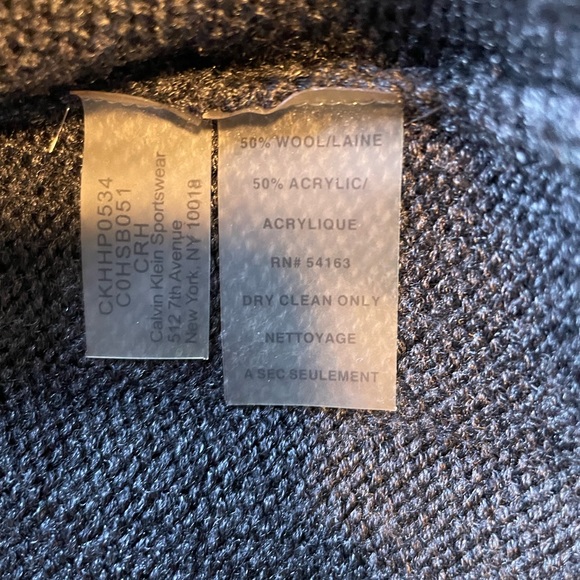 CKHHP0534
C0HSB051
CRH
Calvin Klein Sportswear
512 7th Avenue
New York, NY 10018
50% WOOL/LAINE
50% ACRYLIC/
ACRYLIQUE
RN# 54163
DRY CLEAN ONLY
NETTOYAGE
A SEC SEULEMENT